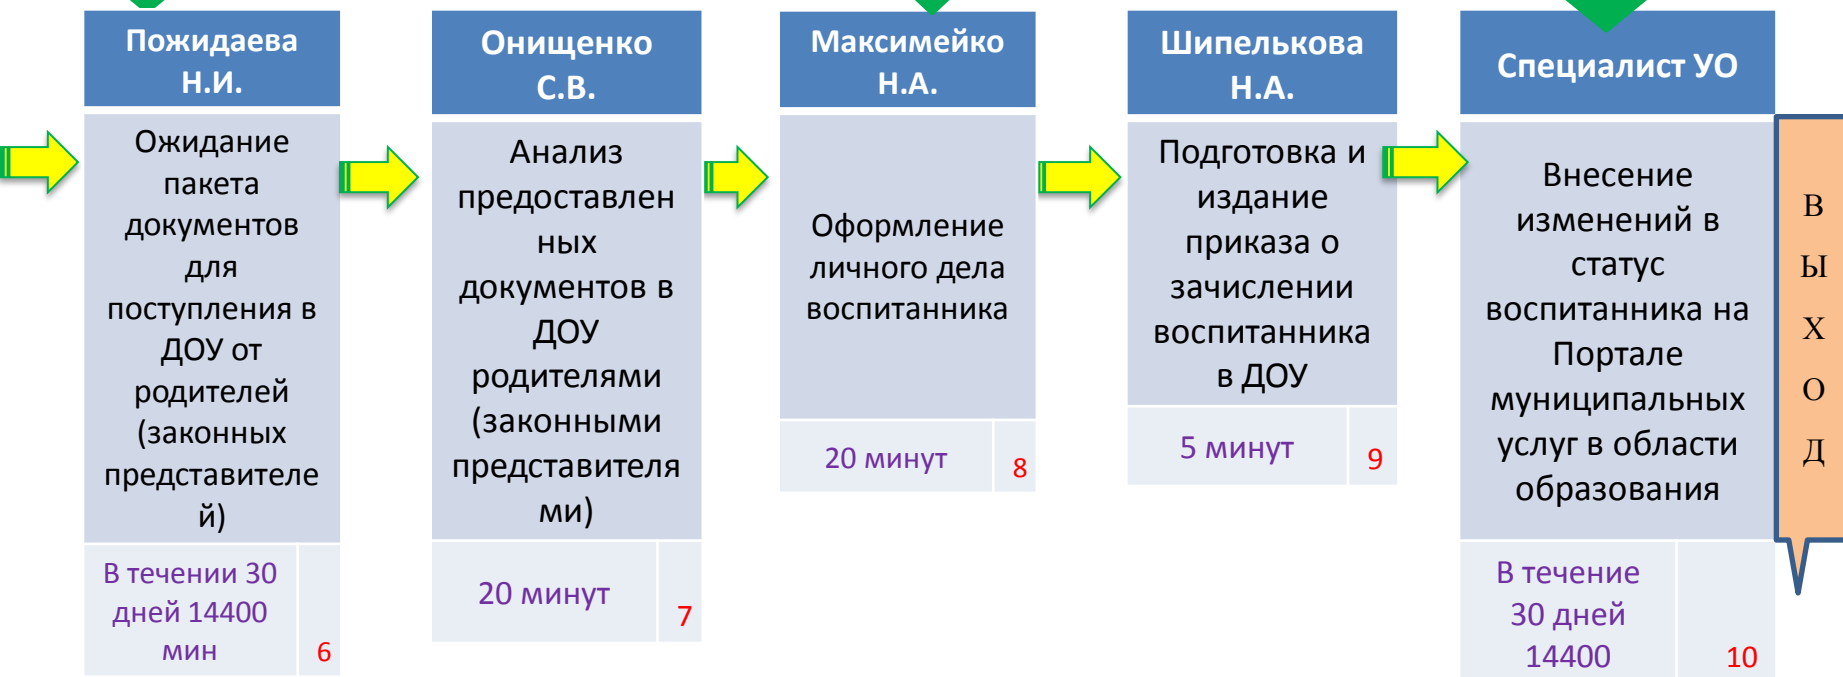 Пожидаева
Н.И.
Ожидание
пакета
документов
для
поступления в
ДОУ от
родителей
(законных
представителе
й)
В течении 30
дней 14400
мин
6
Онищенко
С.В.
Анализ
предоставлен
ных
документов в
ДОУ
родителями
(законными
представителя
ми)
20 минут
7
Максимейко
Н.А.
Оформление
личного дела
воспитанника
20 минут
8
Шипелькова
Н.А.
Подготовка и
издание
приказа о
зачислении
воспитанника
в ДОУ
5 минут
9
Специалист УО
Внесение
изменений в
статус
воспитанника на
Портале
муниципальных
услуг в области
образования
В течение
30 дней
14400
10
В
Ы
Х
О
Д